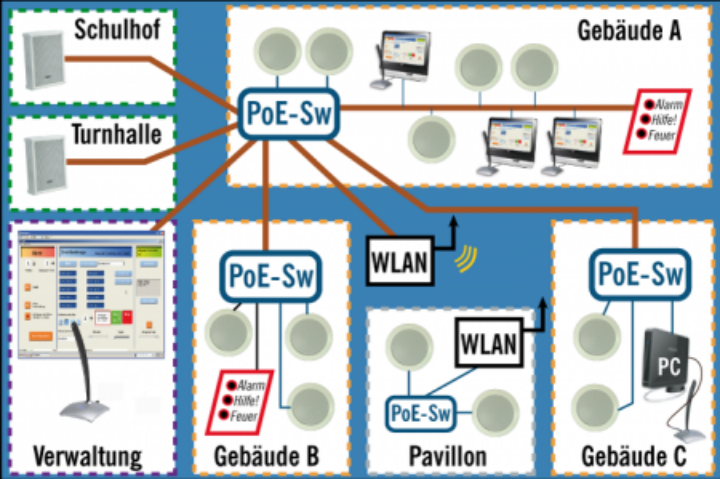 Schulhof
Gebäude A
PoE-Sw
Alarm
Hilfe!
Feuer
Turnhalle
WLAN
PoE-Sw
PoE-Sw
WLAN
PC
Alarm
Hilfe!
Feuer
PoE-Sw
Verwaltung
Gebäude B
Pavillon
Gebäude C